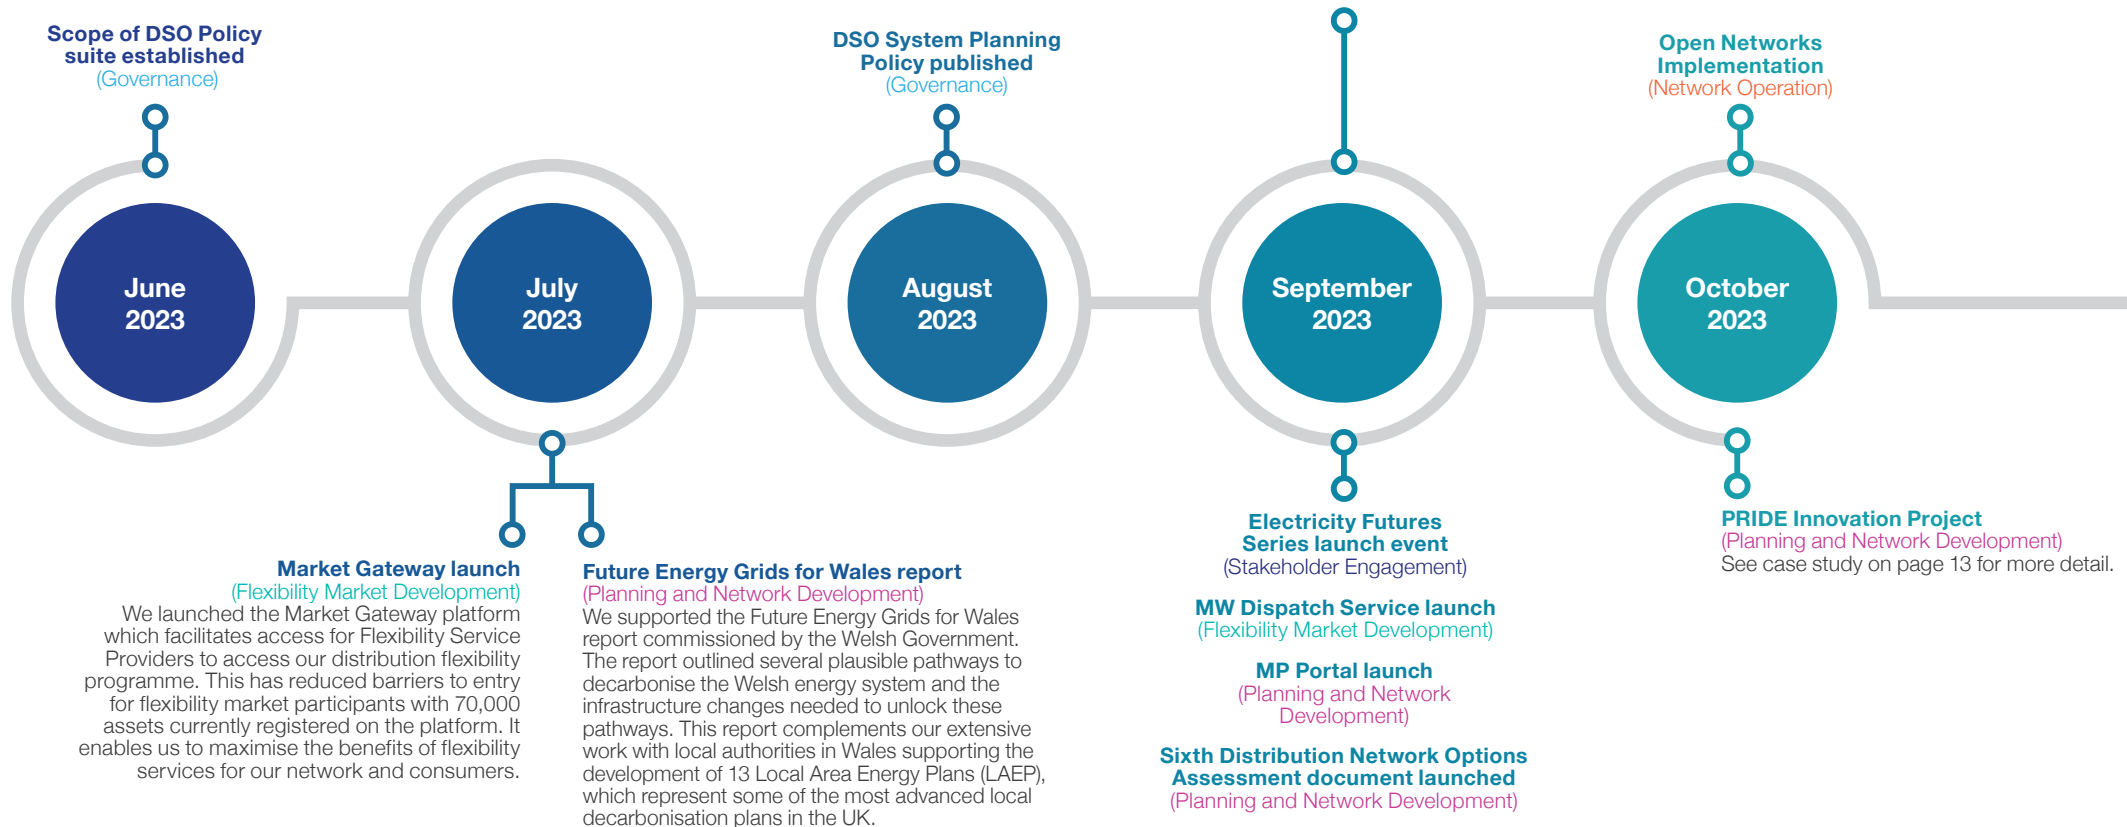 Scope of DSO Policy
suite established
(Governance)
June
2023
July
2023
Market Gateway launch
(Flexibility Market Development)
We launched the Market Gateway platform
which facilitates access for Flexibility Service
Providers to access our distribution flexibility
programme. This has reduced barriers to entry
for flexibility market participants with 70,000
assets currently registered on the platform. It
enables us to maximise the benefits of flexibility
services for our network and consumers.
Future Energy Grids for Wales report
(Planning and Network Development)
We supported the Future Energy Grids for Wales
report commissioned by the Welsh Government.
The report outlined several plausible pathways to
decarbonise the Welsh energy system and the
infrastructure changes needed to unlock these
pathways. This report complements our extensive
work with local authorities in Wales supporting the
development of 13 Local Area Energy Plans (LAEP),
which represent some of the most advanced local
decarbonisation plans in the UK.
DSO System Planning
Policy published
(Governance)
August
2023
September
2023
Electricity Futures
Series launch event
(Stakeholder Engagement)
MW Dispatch Service launch
(Flexibility Market Development)
MP Portal launch
(Planning and Network
Development)
Sixth Distribution Network Options
Assessment document launched
(Planning and Network Development)
Open Networks
Implementation
(Network Operation)
October
2023
PRIDE Innovation Project
(Planning and Network Development)
See case study on page 13 for more detail.